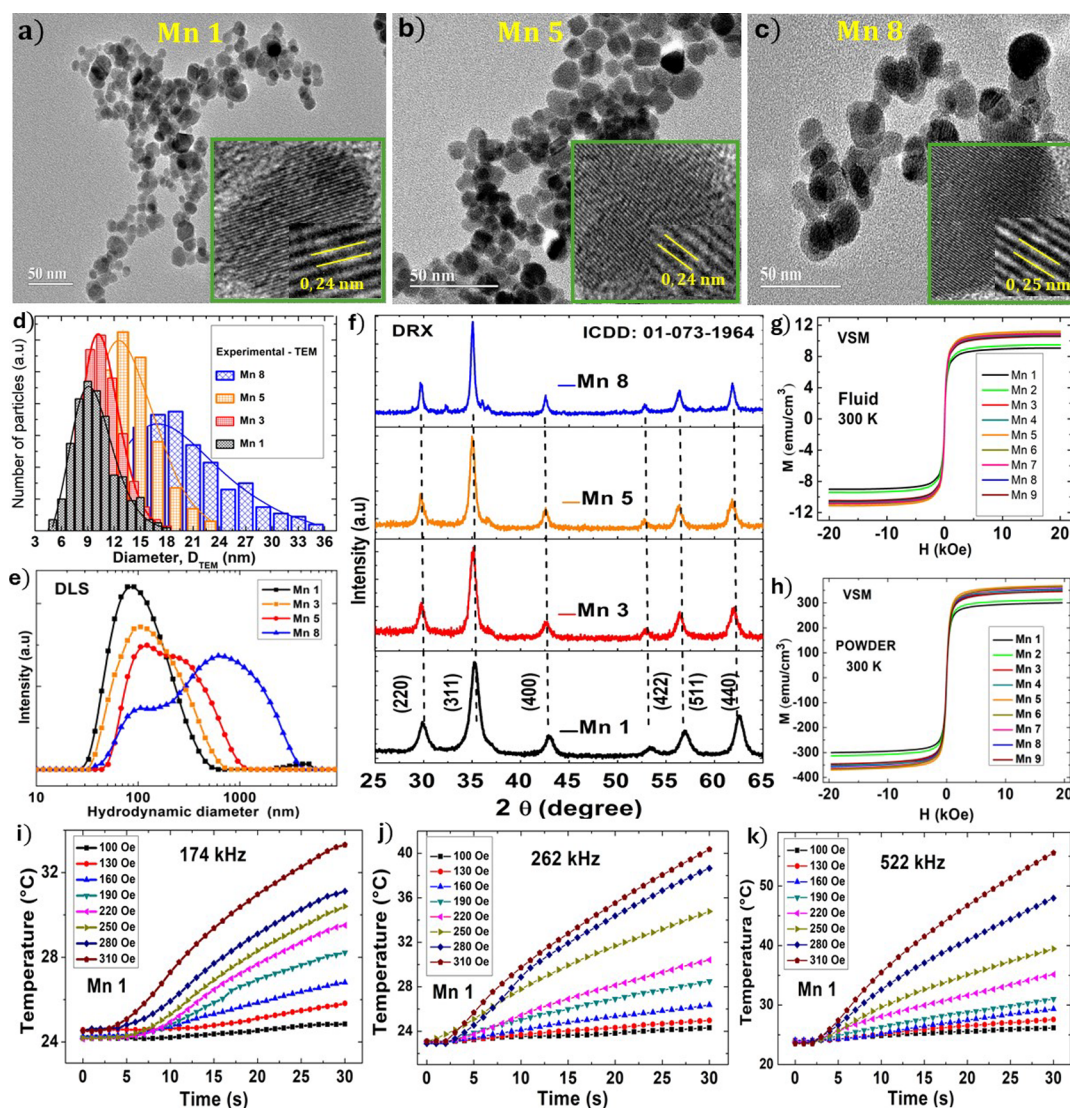 a)
Mn 1
50 nm
0, 24 nm
b)
Mn 5
50 nm
0, 24 nm
c)
Mn 8
50 nm
0, 25 nm
d)
Number of particles (a.u)
Experimental - TEM
Mn 8
Mn 5
Mn 3
Mn 1
3 6 9 12 15 18 21 24 27 30 33 36
Diameter, D_TEM (nm)
e)
DLS
Intensity (a.u)
Mn 1
Mn 3
Mn 5
Mn 8
10 100 1000
Hydrodynamic diameter (nm)
f)
DRX
ICDD: 01-073-1964
Intensity (a.u)
Mn 8
Mn 5
Mn 3
Mn 1
(220) (311) (400) (422) (511) (440)
25 30 35 40 45 50 55 60 65
2 θ (degree)
g)
VSM
Fluid
300 K
M (emu/cm³)
12
8
4
0
-4
-8
-12
Mn 1
Mn 2
Mn 3
Mn 4
Mn 5
Mn 6
Mn 7
Mn 8
Mn 9
-20 -10 0 10 20
H (kOe)
h)
VSM
POWDER
300 K
M (emu/cm³)
300
200
100
0
-100
-200
-300
-400
Mn 1
Mn 2
Mn 3
Mn 4
Mn 5
Mn 6
Mn 7
Mn 8
Mn 9
-20 -10 0 10 20
H (kOe)
i)
174 kHz
100 Oe
130 Oe
160 Oe
190 Oe
220 Oe
250 Oe
280 Oe
310 Oe
Mn 1
Temperature (°C)
32
28
24
0 5 10 15 20 25 30
Time (s)
j)
262 kHz
100 Oe
130 Oe
160 Oe
190 Oe
220 Oe
250 Oe
280 Oe
310 Oe
Mn 1
Temperature (°C)
40
36
32
28
24
0 5 10 15 20 25 30
Time (s)
k)
522 kHz
100 Oe
130 Oe
160 Oe
190 Oe
220 Oe
250 Oe
280 Oe
310 Oe
Mn 1
Temperatura (°C)
50
40
30
20
0 5 10 15 20 25 30
Time (s)